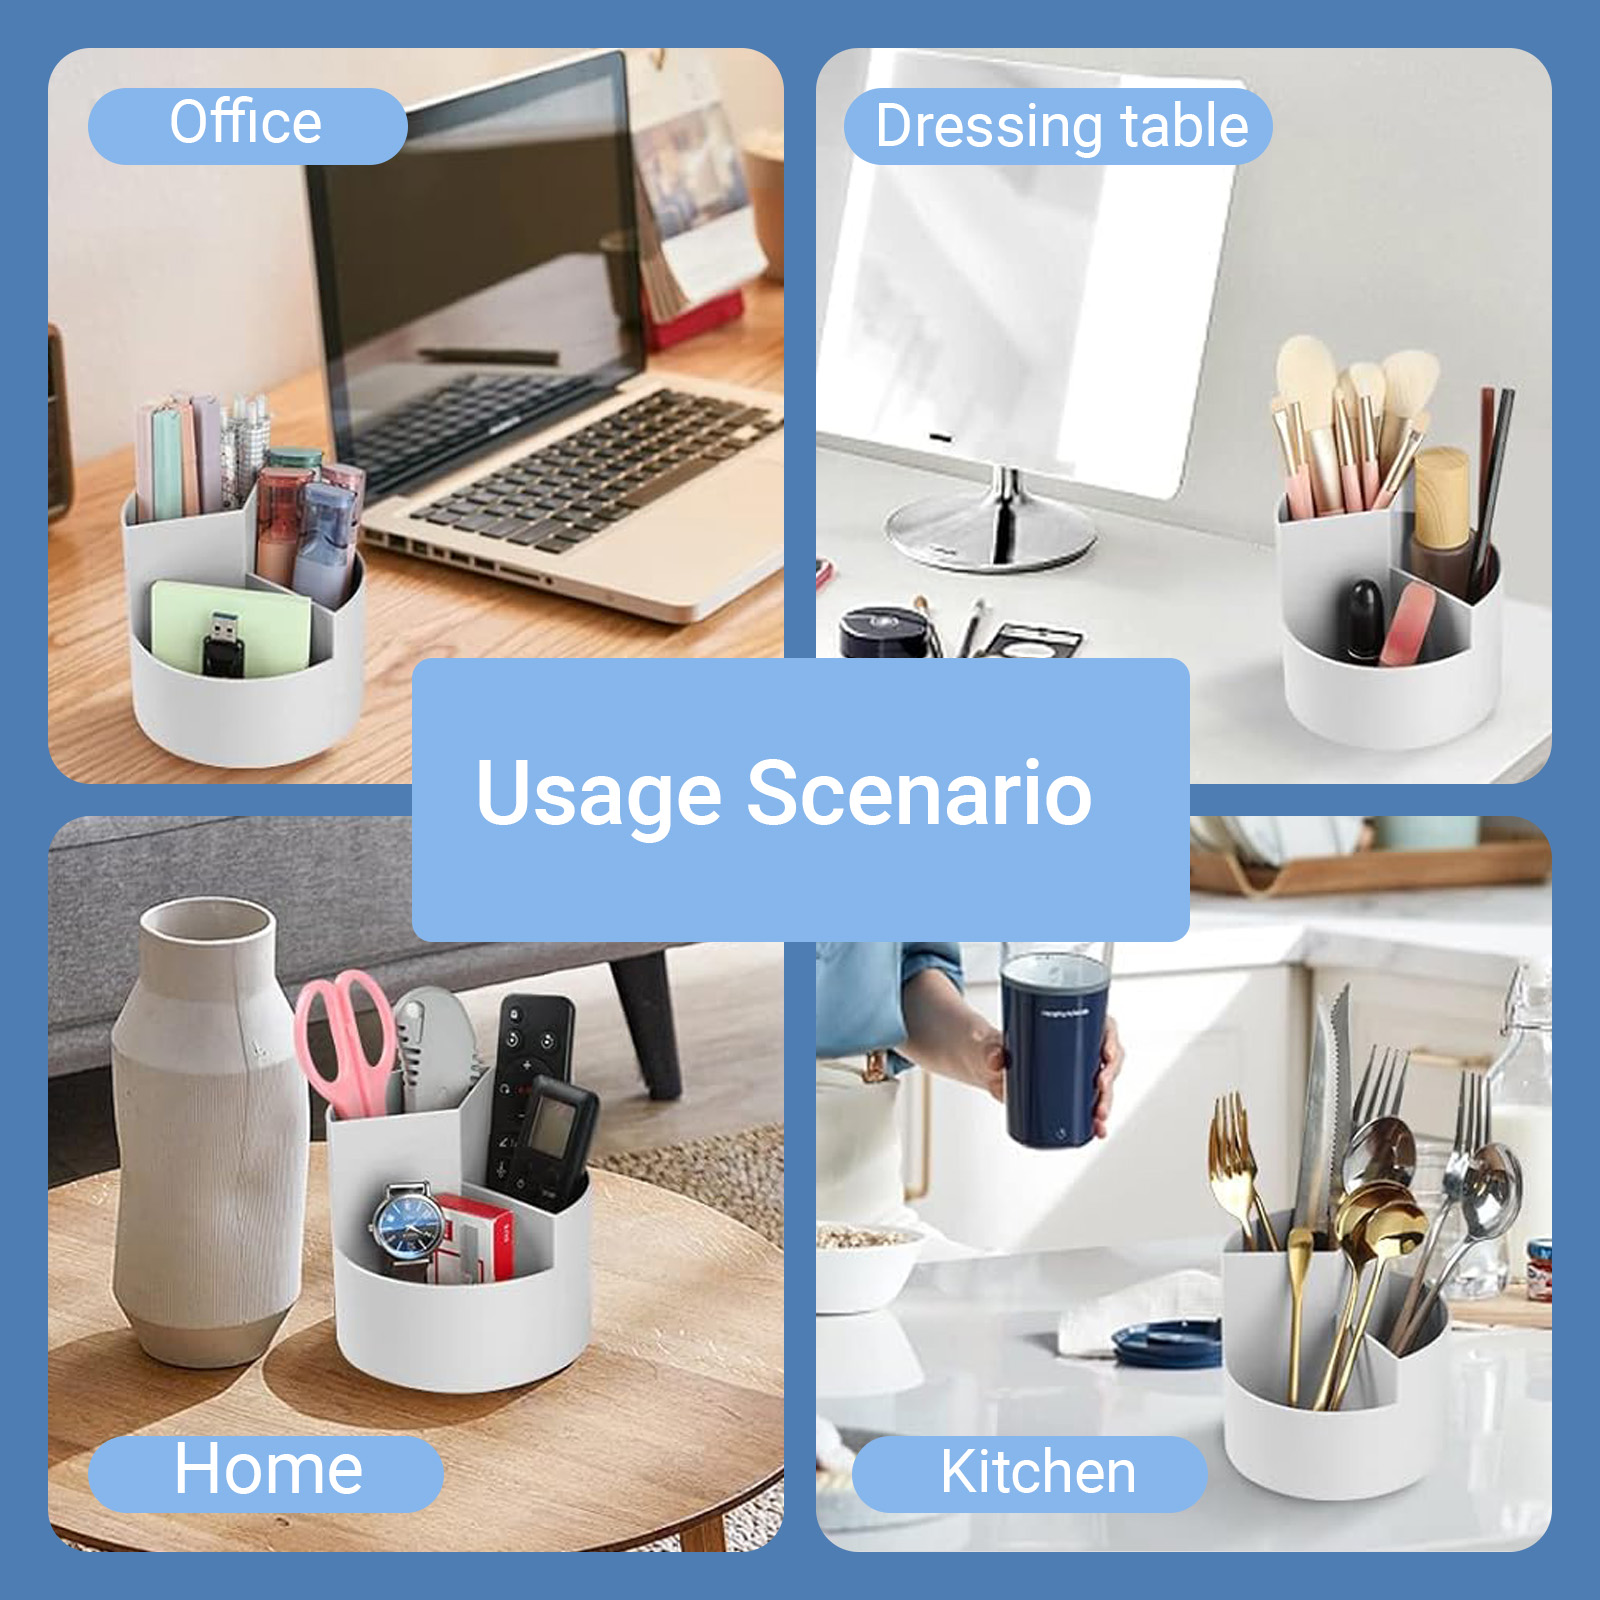 Office
Dressing table
Usage Scenario
Home
Kitchen